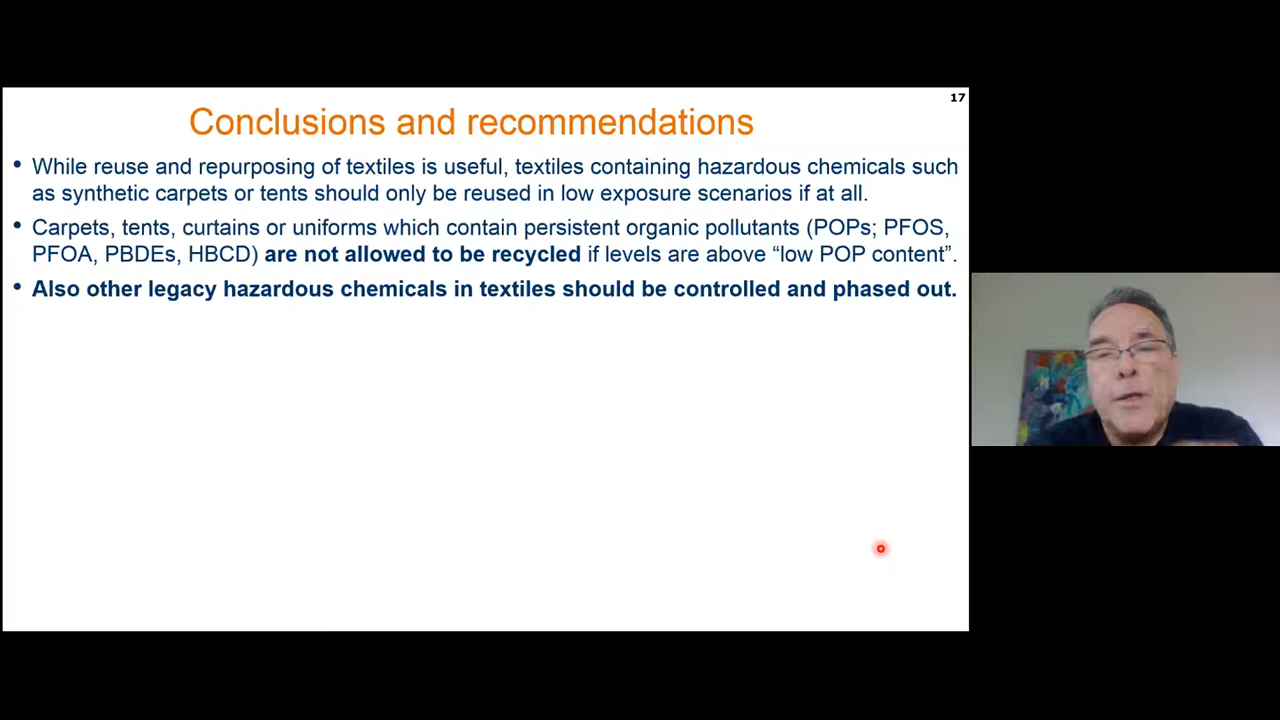 17
Conclusions and recommendations
• While reuse and repurposing of textiles is useful, textiles containing hazardous chemicals such
as synthetic carpets or tents should only be reused in low exposure scenarios if at all.
• Carpets, tents, curtains or uniforms which contain persistent organic pollutants (POPs; PFOS,
PFOA, PBDEs, HBCD) are not allowed to be recycled if levels are above “low POP content”.
• Also other legacy hazardous chemicals in textiles should be controlled and phased out.